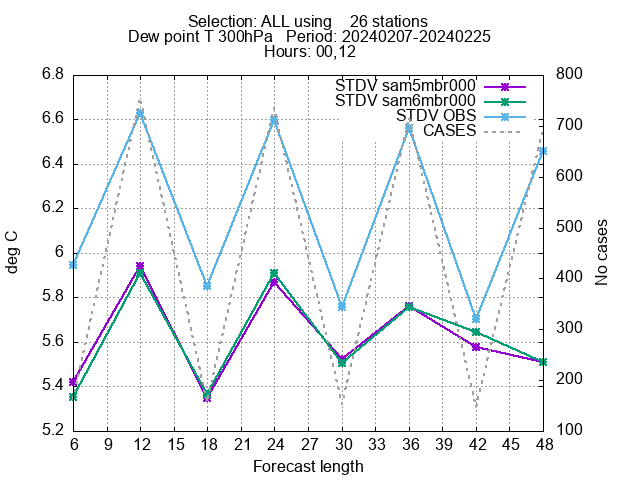 Selection: ALL using    26 stations
Dew point T 300hPa   Period: 20240207-20240225
Hours: 00,12
STDV sam5mbr000
STDV sam6mbr000
STDV OBS
CASES
6.8
6.6
6.4
6.2
6
5.8
5.6
5.4
5.2
deg C
800
700
600
500
400
300
200
100
No cases
6 9 12 15 18 21 24 27 30 33 36 39 42 45 48
Forecast length